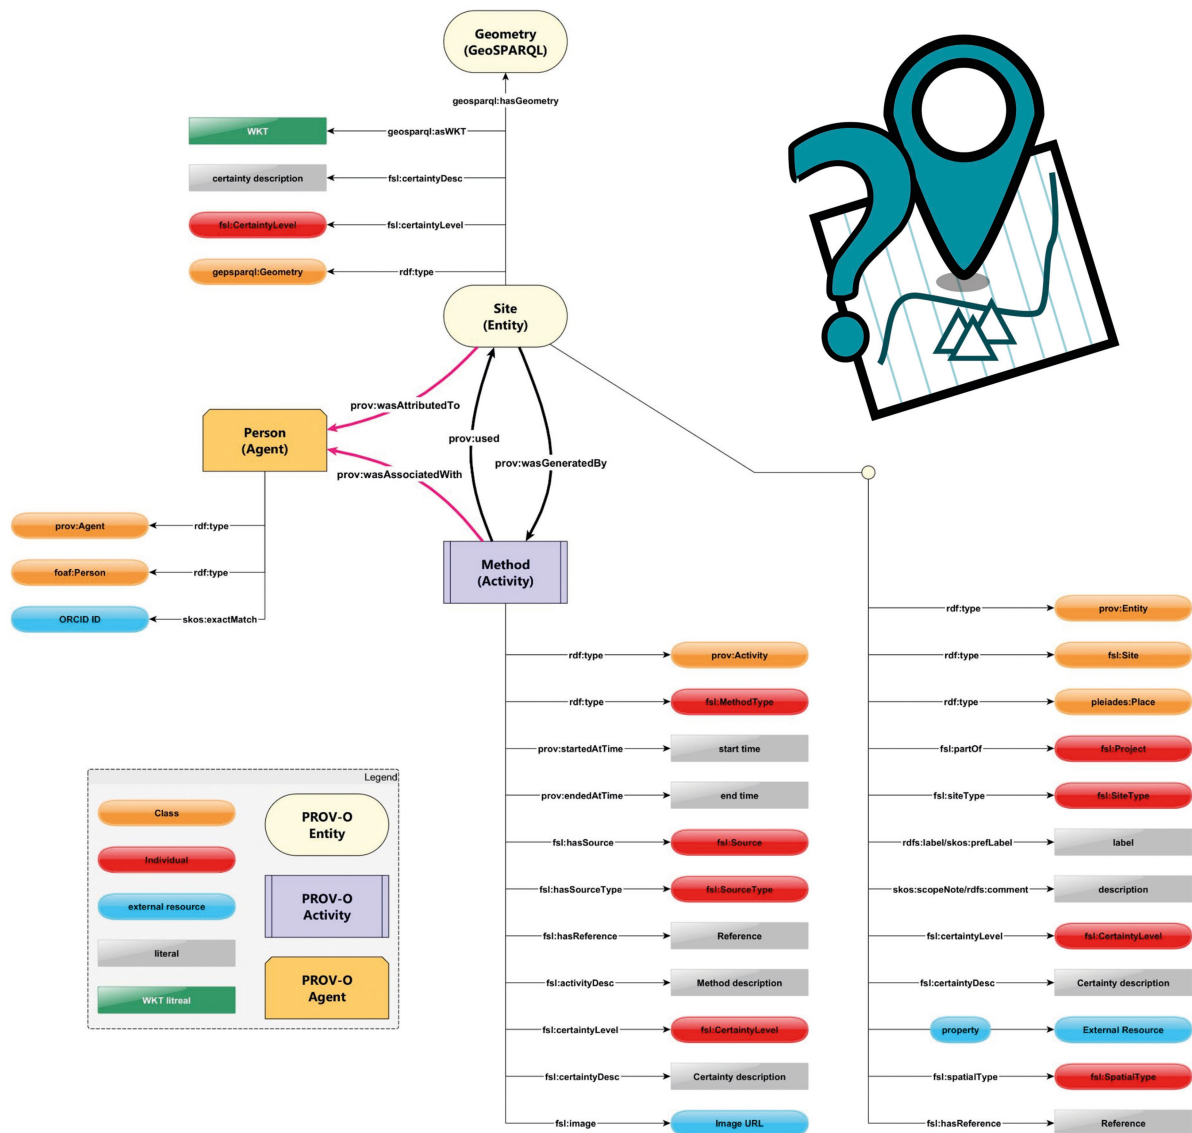 Geometry
(GeoSPARQL)
geosparql:hasGeometry
WKT
geosparql:asWKT
certainty description
fsl:certaintyDesc
fsl:CertaintyLevel
fsl:certaintyLevel
gepsparql:Geometry
rdf:type
Site
(Entity)
prov:wasAttributedTo
Person
(Agent)
prov:used
prov:wasGeneratedBy
prov:wasAssociatedWith
prov:Agent
rdf:type
foaf:Person
rdf:type
ORCID ID
skos:exactMatch
Method
(Activity)
rdf:type
prov:Activity
rdf:type
fsl:MethodType
prov:startedAtTime
start time
prov:endedAtTime
end time
fsl:hasSource
fsl:Source
fsl:hasSourceType
fsl:SourceType
fsl:hasReference
Reference
fsl:activityDesc
Method description
fsl:certaintyLevel
fsl:CertaintyLevel
fsl:certaintyDesc
Certainty description
fsl:image
Image URL
rdf:type
prov:Entity
rdf:type
fsl:Site
rdf:type
pleiades:Place
fsl:partOf
fsl:Project
fsl:siteType
fsl:SiteType
rdfs:label/skos:prefLabel
label
skos:scopeNote/rdfs:comment
description
fsl:certaintyLevel
fsl:CertaintyLevel
fsl:certaintyDesc
Certainty description
property
External Resource
fsl:spatialType
fsl:SpatialType
fsl:hasReference
Reference
Legend
Class
Individual
external resource
literal
WKT litreal
PROV-O
Entity
PROV-O
Activity
PROV-O
Agent